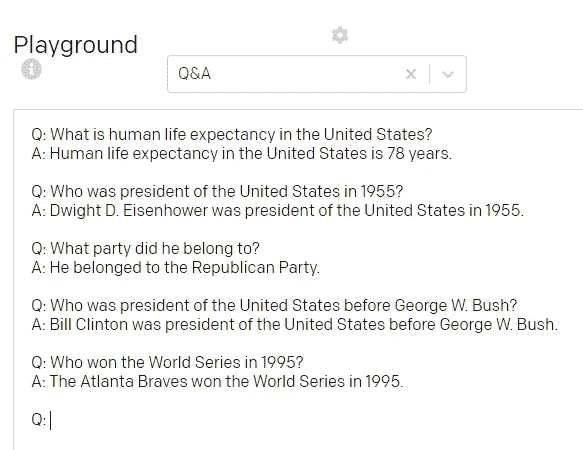 Playground
Q&A
Q: What is human life expectancy in the United States?
A: Human life expectancy in the United States is 78 years.
Q: Who was president of the United States in 1955?
A: Dwight D. Eisenhower was president of the United States in 1955.
Q: What party did he belong to?
A: He belonged to the Republican Party.
Q: Who was president of the United States before George W. Bush?
A: Bill Clinton was president of the United States before George W. Bush.
Q: Who won the World Series in 1995?
A: The Atlanta Braves won the World Series in 1995.
Q: